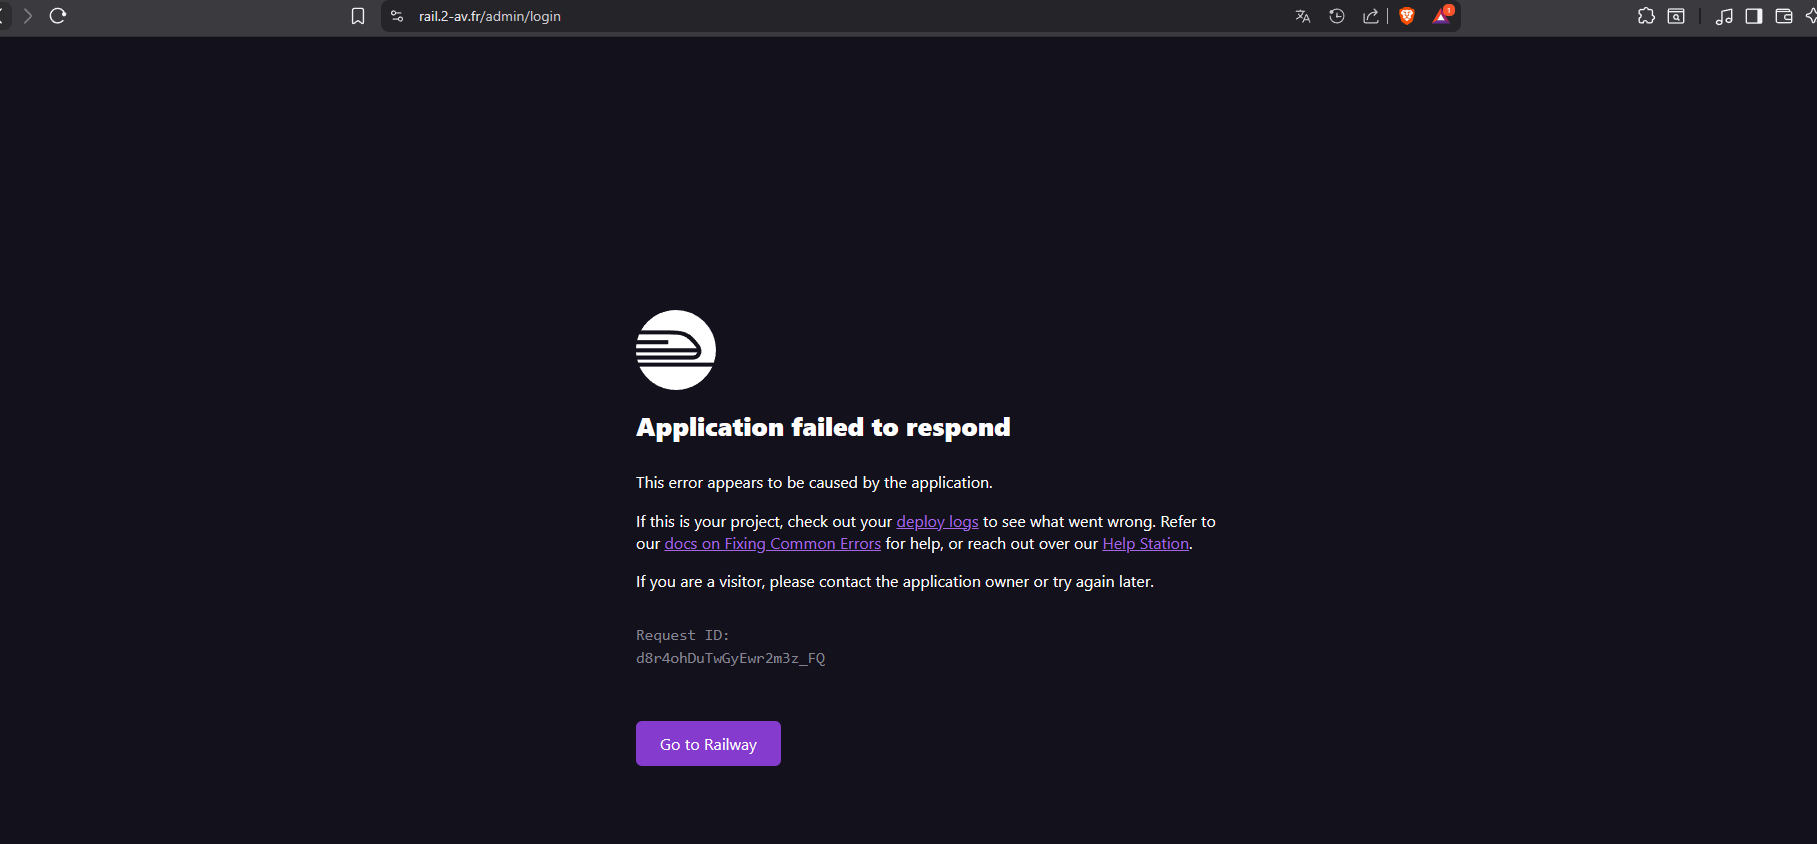 rail.2-av.fr/admin/login
1
Application failed to respond
This error appears to be caused by the application.
If this is your project, check out your deploy logs to see what went wrong. Refer to
our docs on Fixing Common Errors for help, or reach out over our Help Station.
If you are a visitor, please contact the application owner or try again later.
Request ID:
d8r4ohDuTwGyEwr2m3z_FQ
Go to Railway